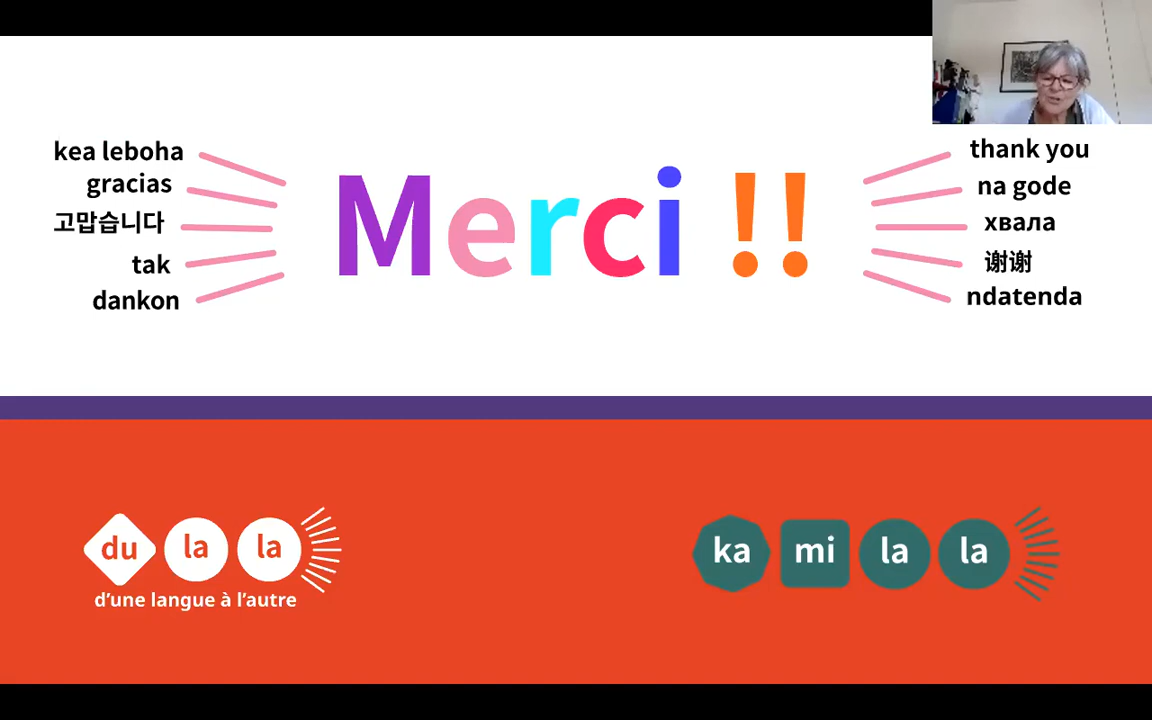 kea leboha
gracias
고맙습니다
tak
dankon
Merci !!
thank you
na gode
хвала
谢谢
ndatenda
du la la
d'une langue à l'autre
ka mi la la